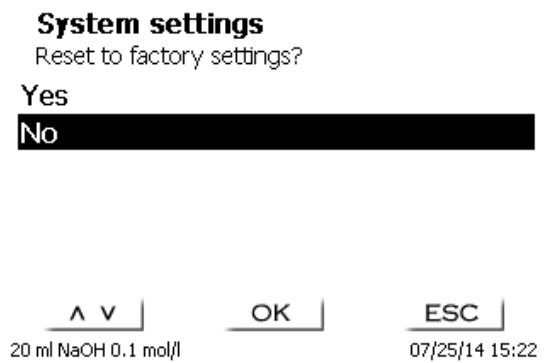 System settings
Reset to factory settings?
Yes
No
∧ ∨ OK ESC
20 ml NaOH 0.1 mol/l 07/25/14 15:22